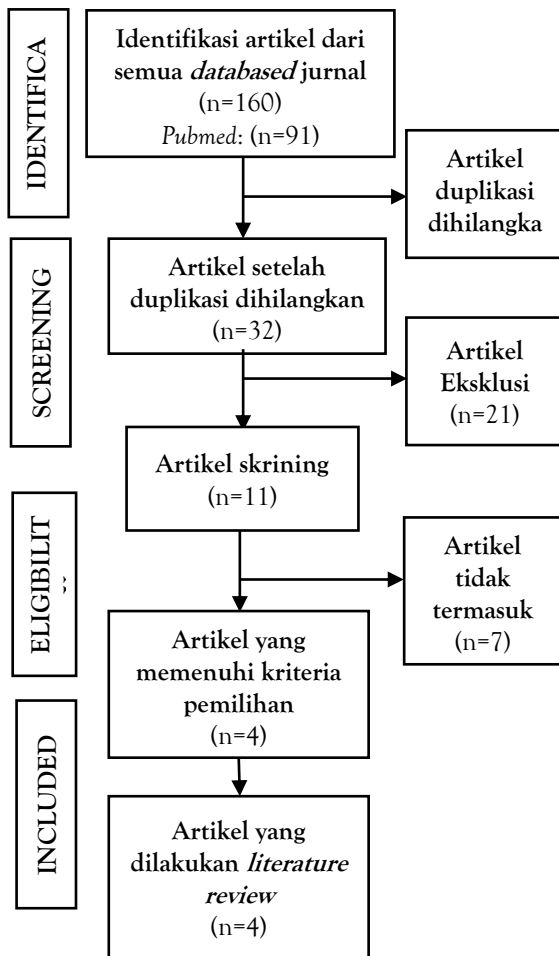 IDENTIFICA
Identifikasi artikel dari
semua databased jurnal
(n=160)
Pubmed: (n=91)
Artikel
duplikasi
dihilangka
SCREENING
Artikel setelah
duplikasi dihilangkan
(n=32)
Artikel
Eksklusi
(n=21)
Artikel skrining
(n=11)
ELIGIBILIT
Artikel
tidak
termasuk
(n=7)
Artikel yang
memenuhi kriteria
pemilihan
(n=4)
INCLUDED
Artikel yang
dilakukan literature
review
(n=4)